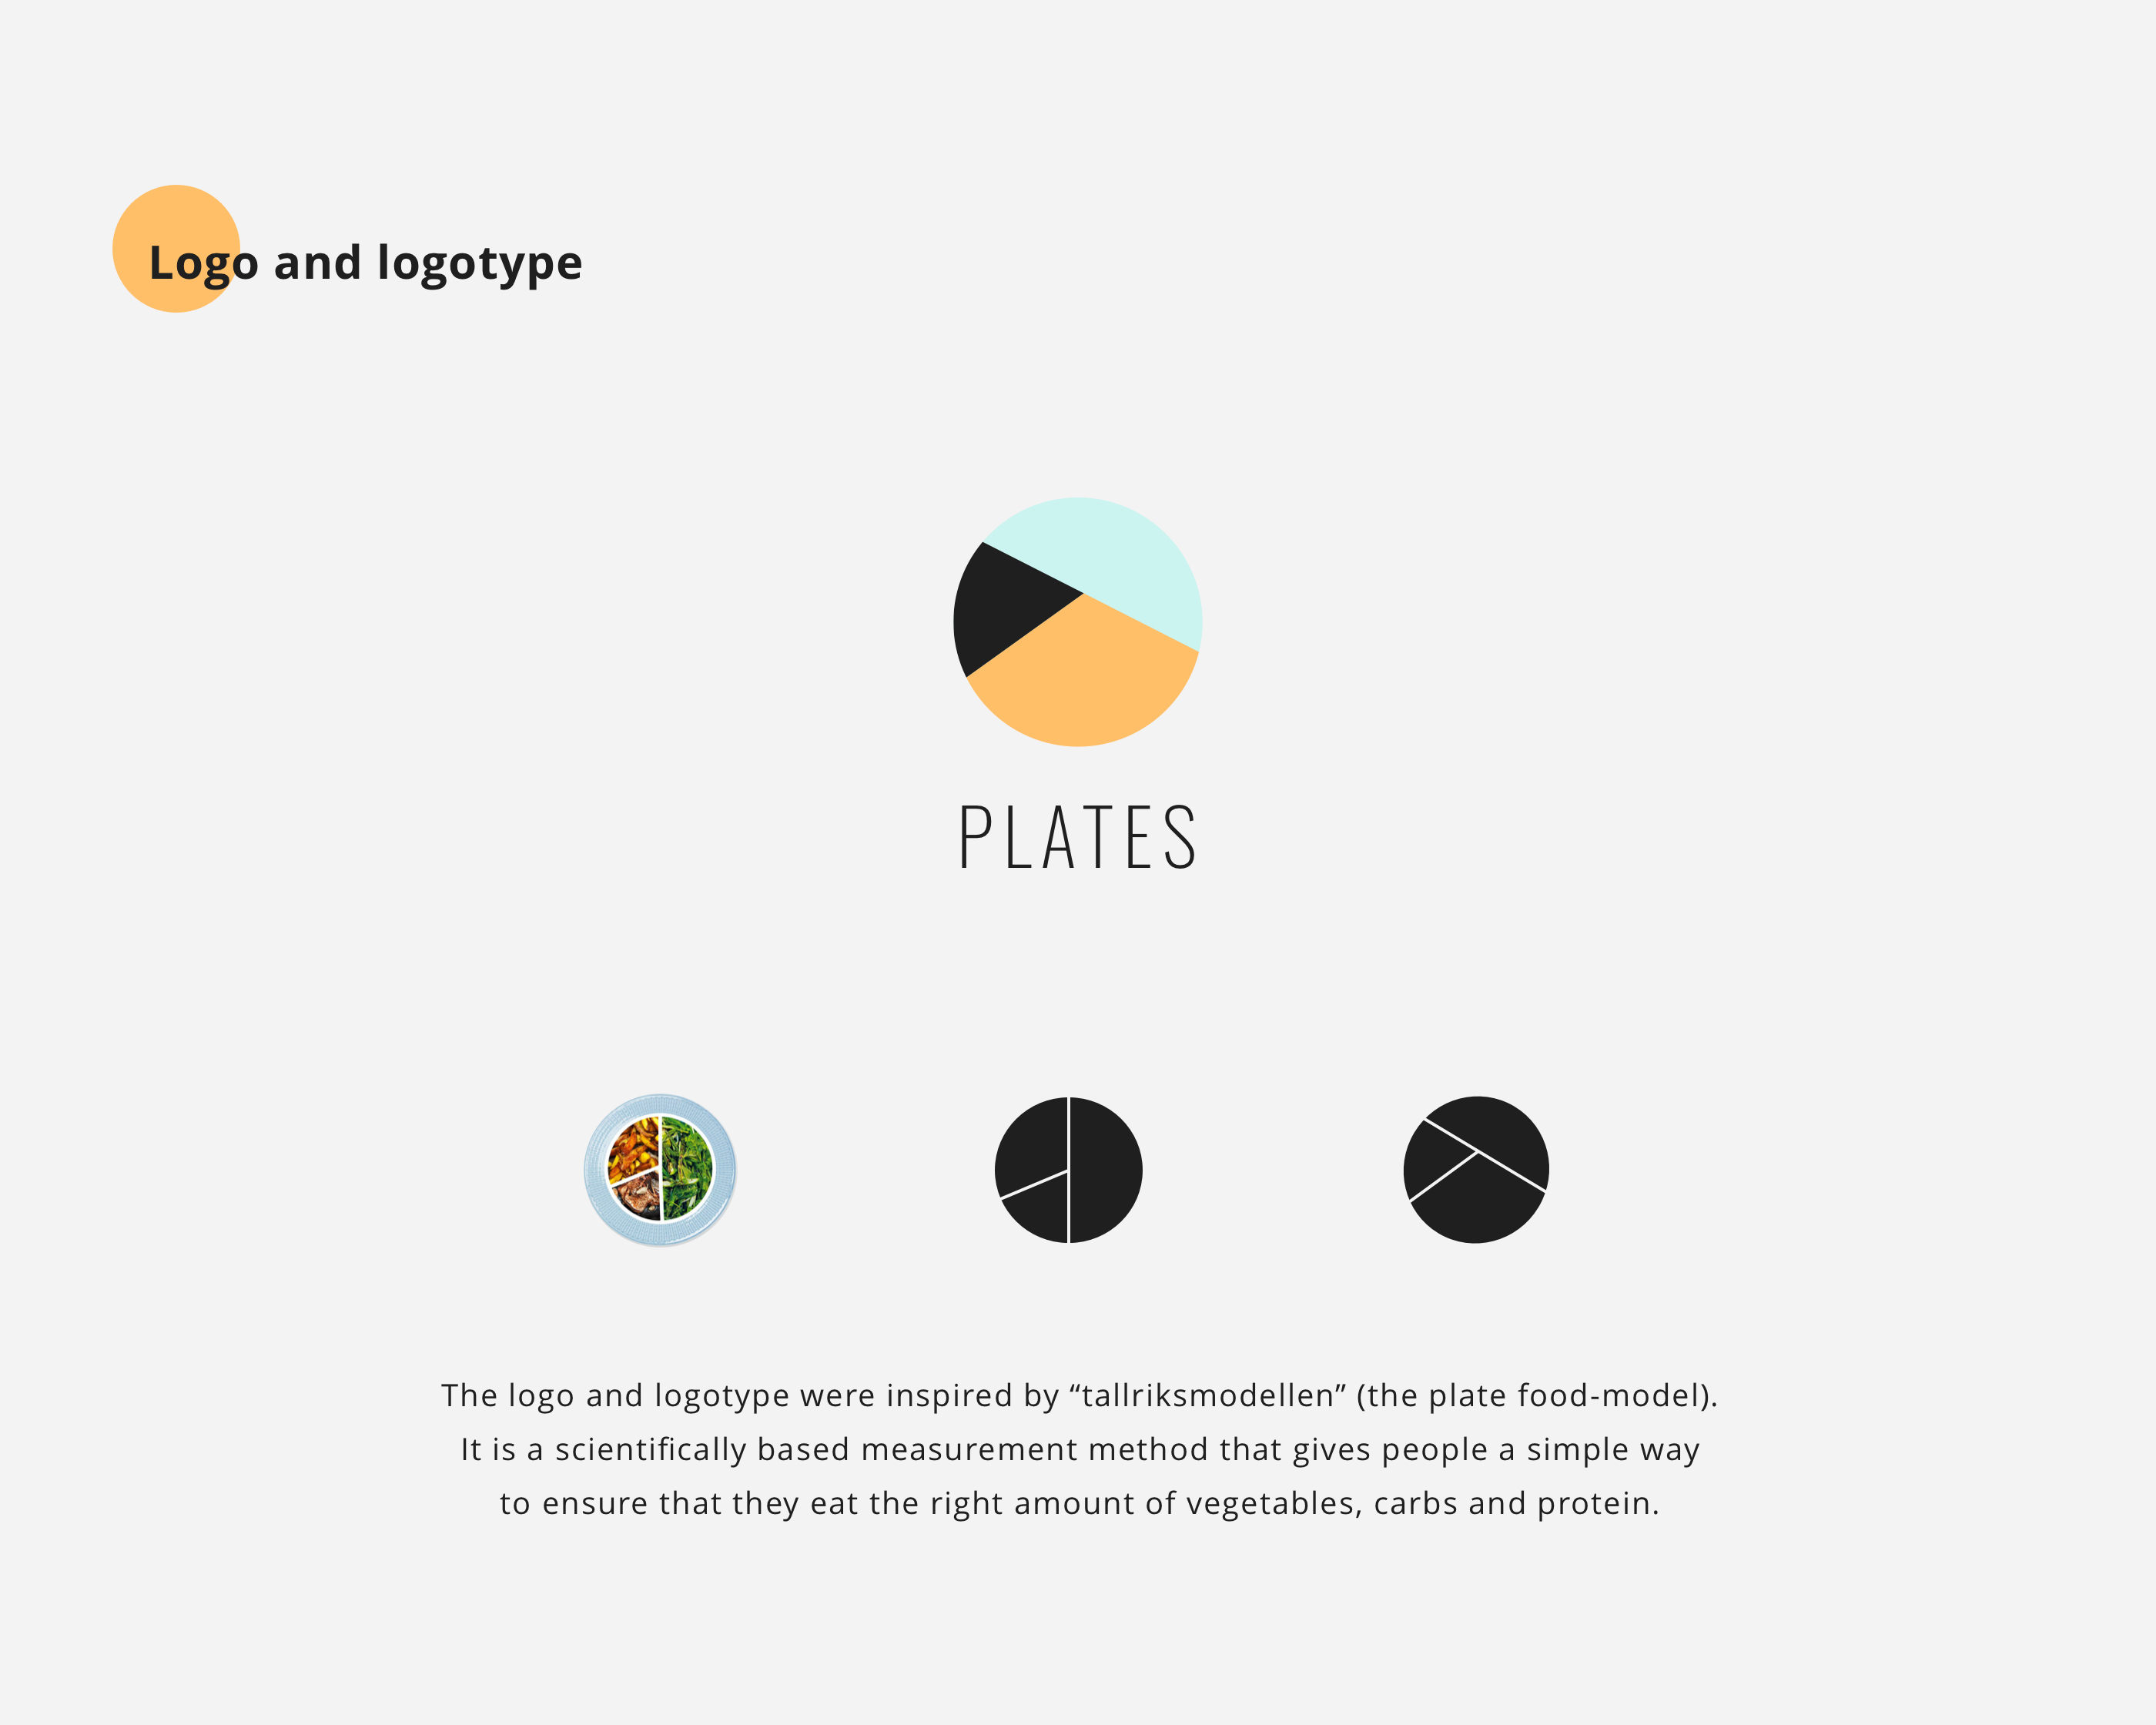 Logo and logotype
PLATES
The logo and logotype were inspired by “tallriksmodellen” (the plate food-model).
It is a scientifically based measurement method that gives people a simple way
to ensure that they eat the right amount of vegetables, carbs and protein.